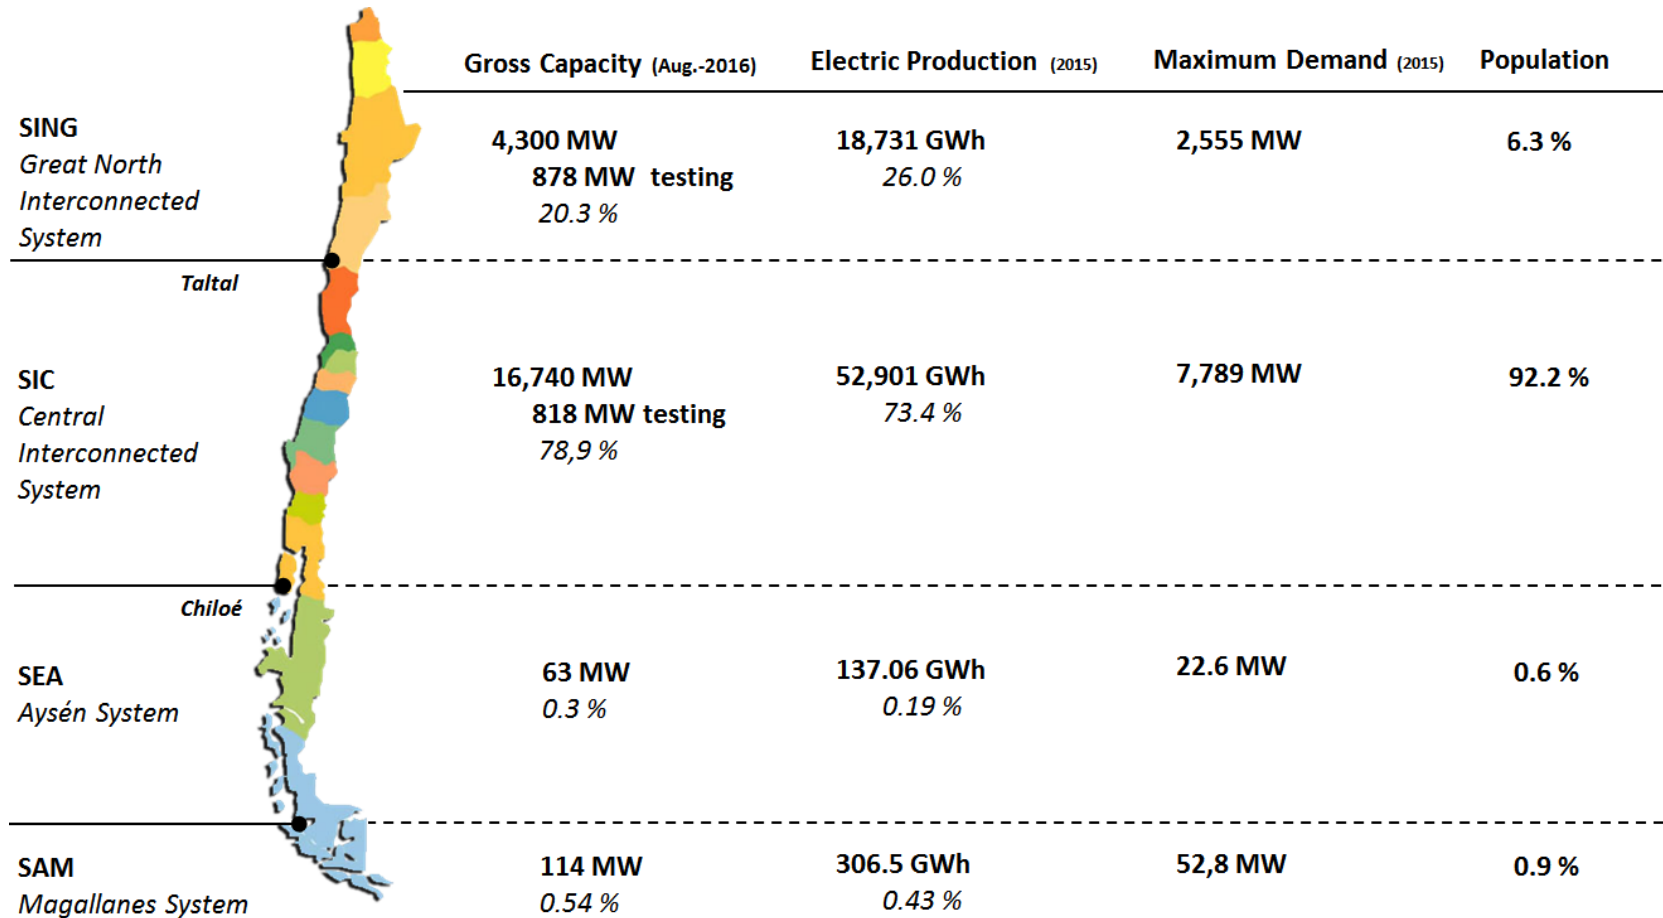 Gross Capacity (Aug.-2016) Electric Production (2015) Maximum Demand (2015) Population
SING
Great North
Interconnected
System
4,300 MW 18,731 GWh 2,555 MW 6.3 %
878 MW testing 26.0 %
20.3 %
Taltal
SIC
Central
Interconnected
System
16,740 MW 52,901 GWh 7,789 MW 92.2 %
818 MW testing 73.4 %
78,9 %
Chiloé
SEA
Aysén System
63 MW 137.06 GWh 22.6 MW 0.6 %
0.3 % 0.19 %
SAM
Magallanes System
114 MW 306.5 GWh 52,8 MW 0.9 %
0.54 % 0.43 %